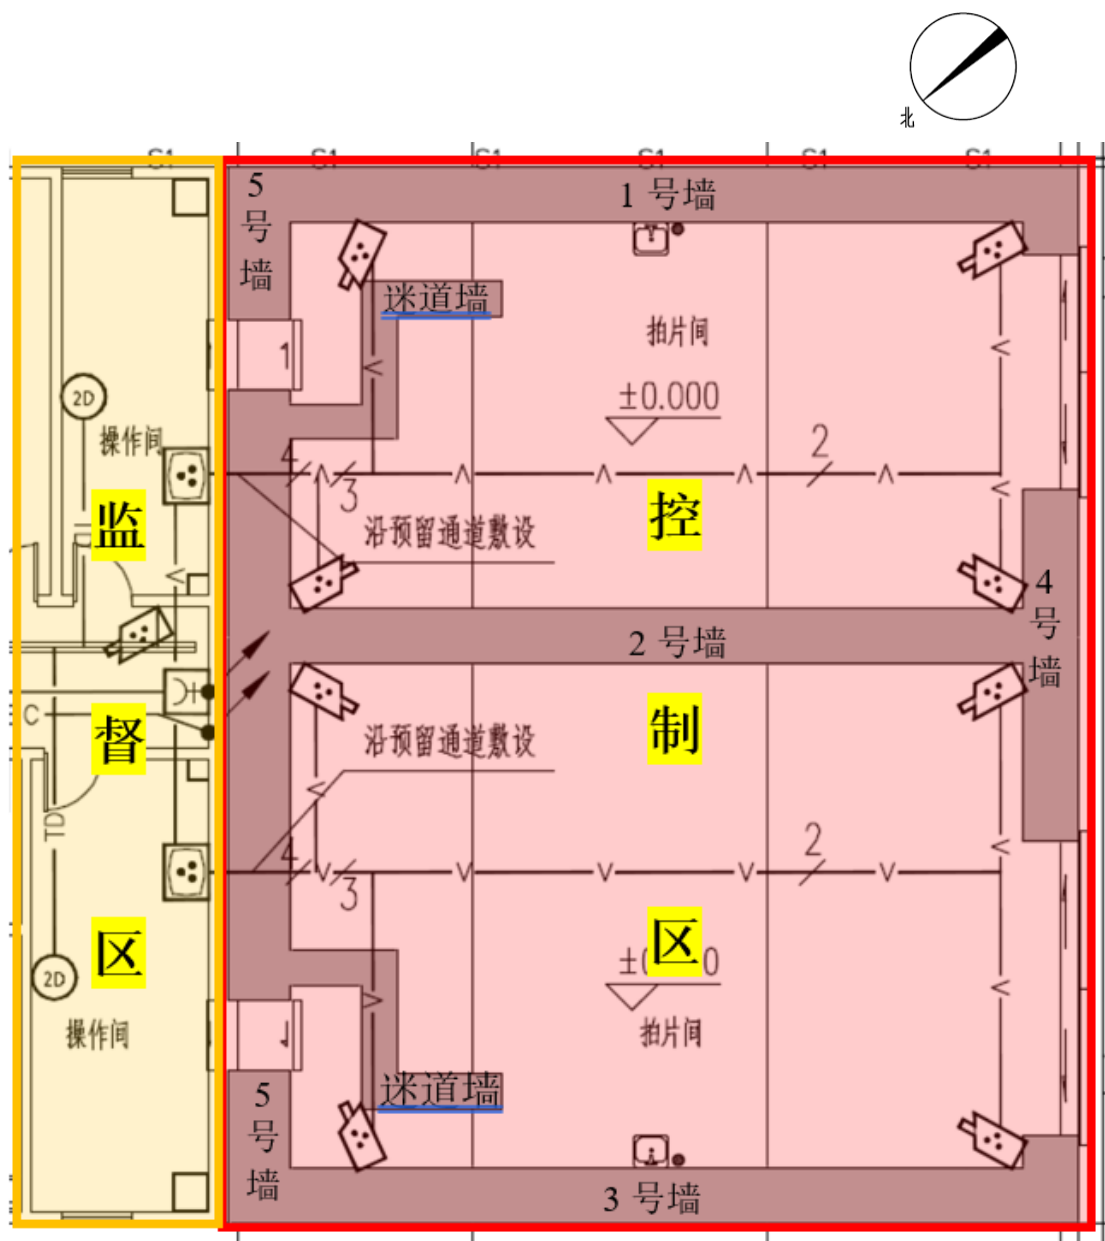 北
S1 S1 S1 S1 S1 S1
5号墙
1 号墙
迷道墙
拍片间
1
±0.000
2D
操作间
4
3
2
监
控
沿预留通道敷设
4号墙
2 号墙
C
督
制
沿预留通道敷设
TD
4
3
2
区
区
±0
2D
操作间
拍片间
迷道墙
5号墙
3 号墙